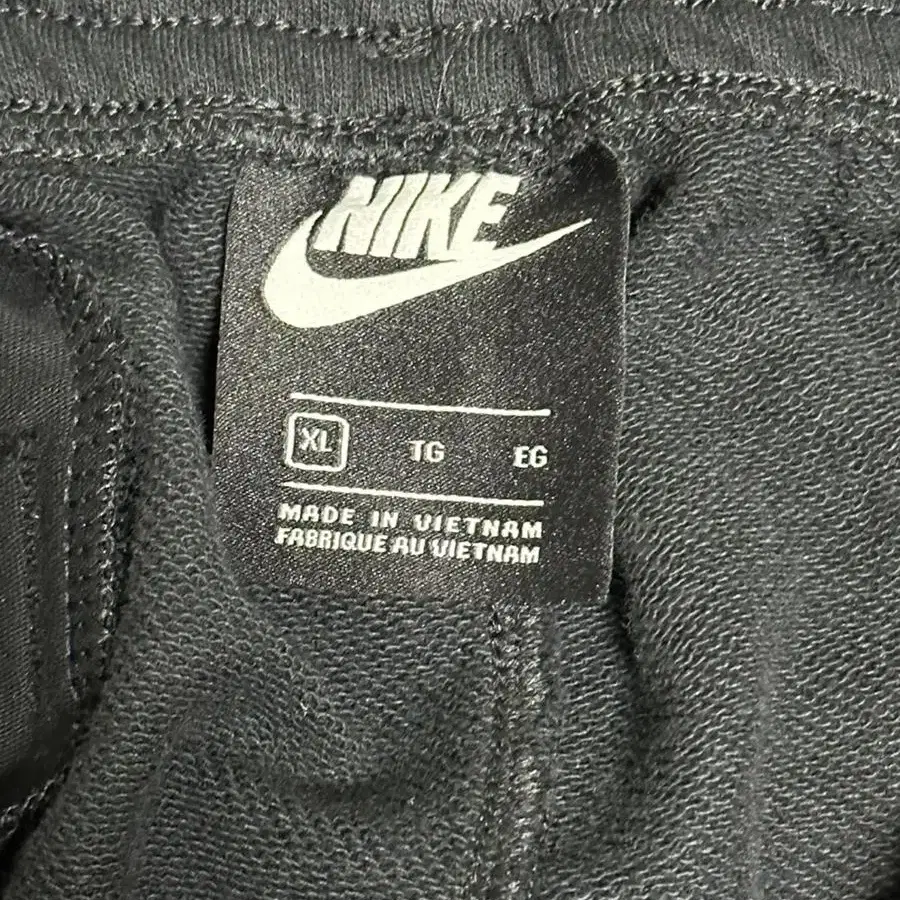 NIKE
XL TG EG
MADE IN VIETNAM
FABRIQUE AU VIETNAM